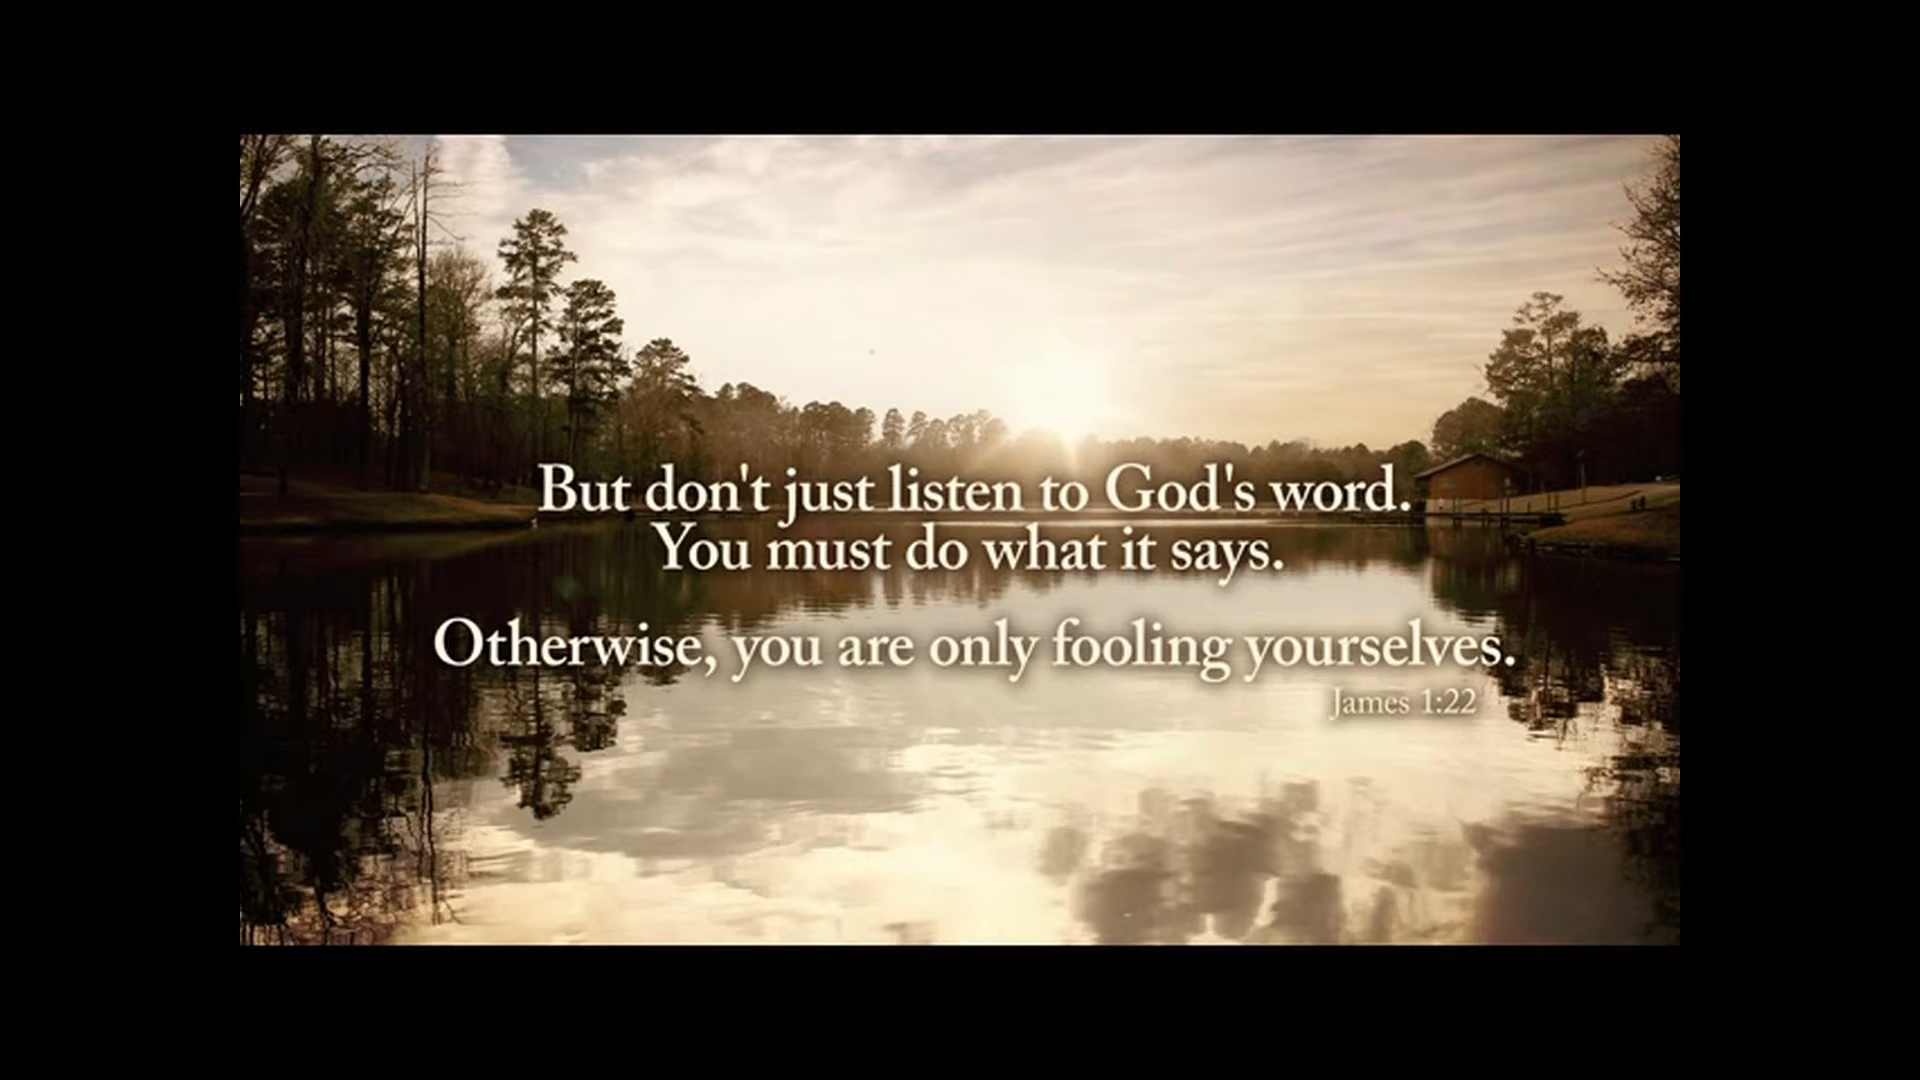 But don't just listen to God's word.
You must do what it says.
Otherwise, you are only fooling yourselves.
James 1:22